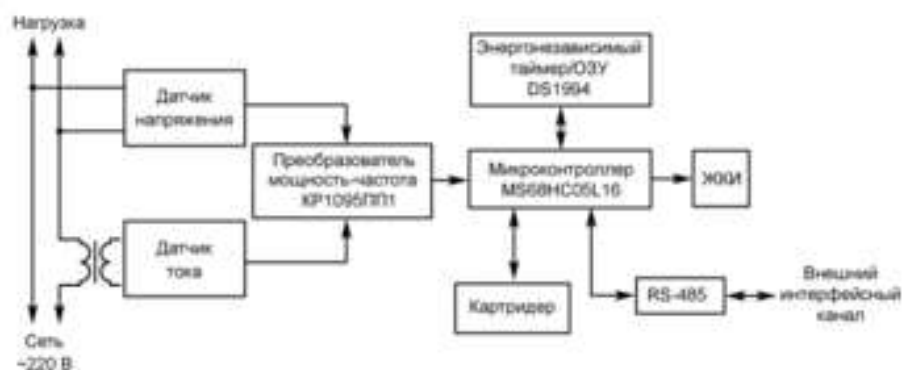 Нагрузка
Датчик
напряжения
Датчик
тока
Сеть
~220 В
Преобразователь
мощность-частота
КР1095ПП1
Энергонезависимый
таймер/ОЗУ
DS1994
Микроконтроллер
MS68HC05L16
ЖКИ
Картридер
RS-485
Внешний
интерфейсный
канал